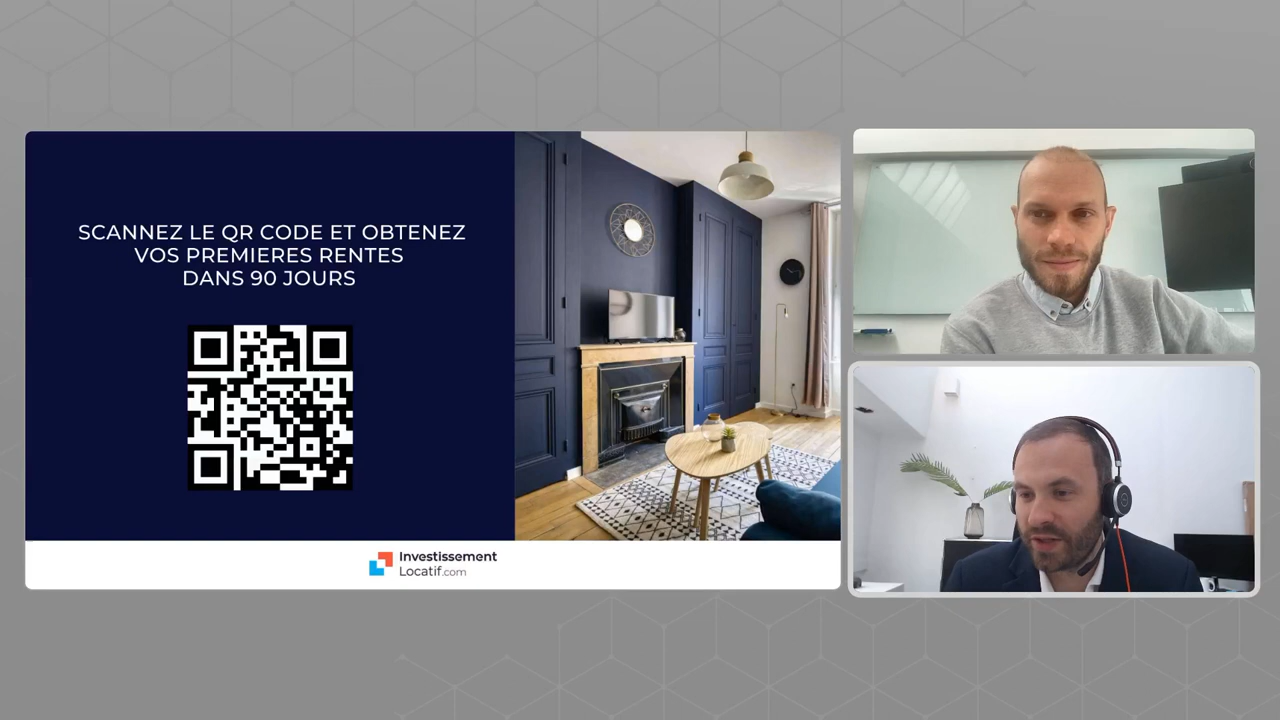 SCANNEZ LE QR CODE ET OBTENEZ
VOS PREMIERES RENTES
DANS 90 JOURS
Investissement
Locatif.com